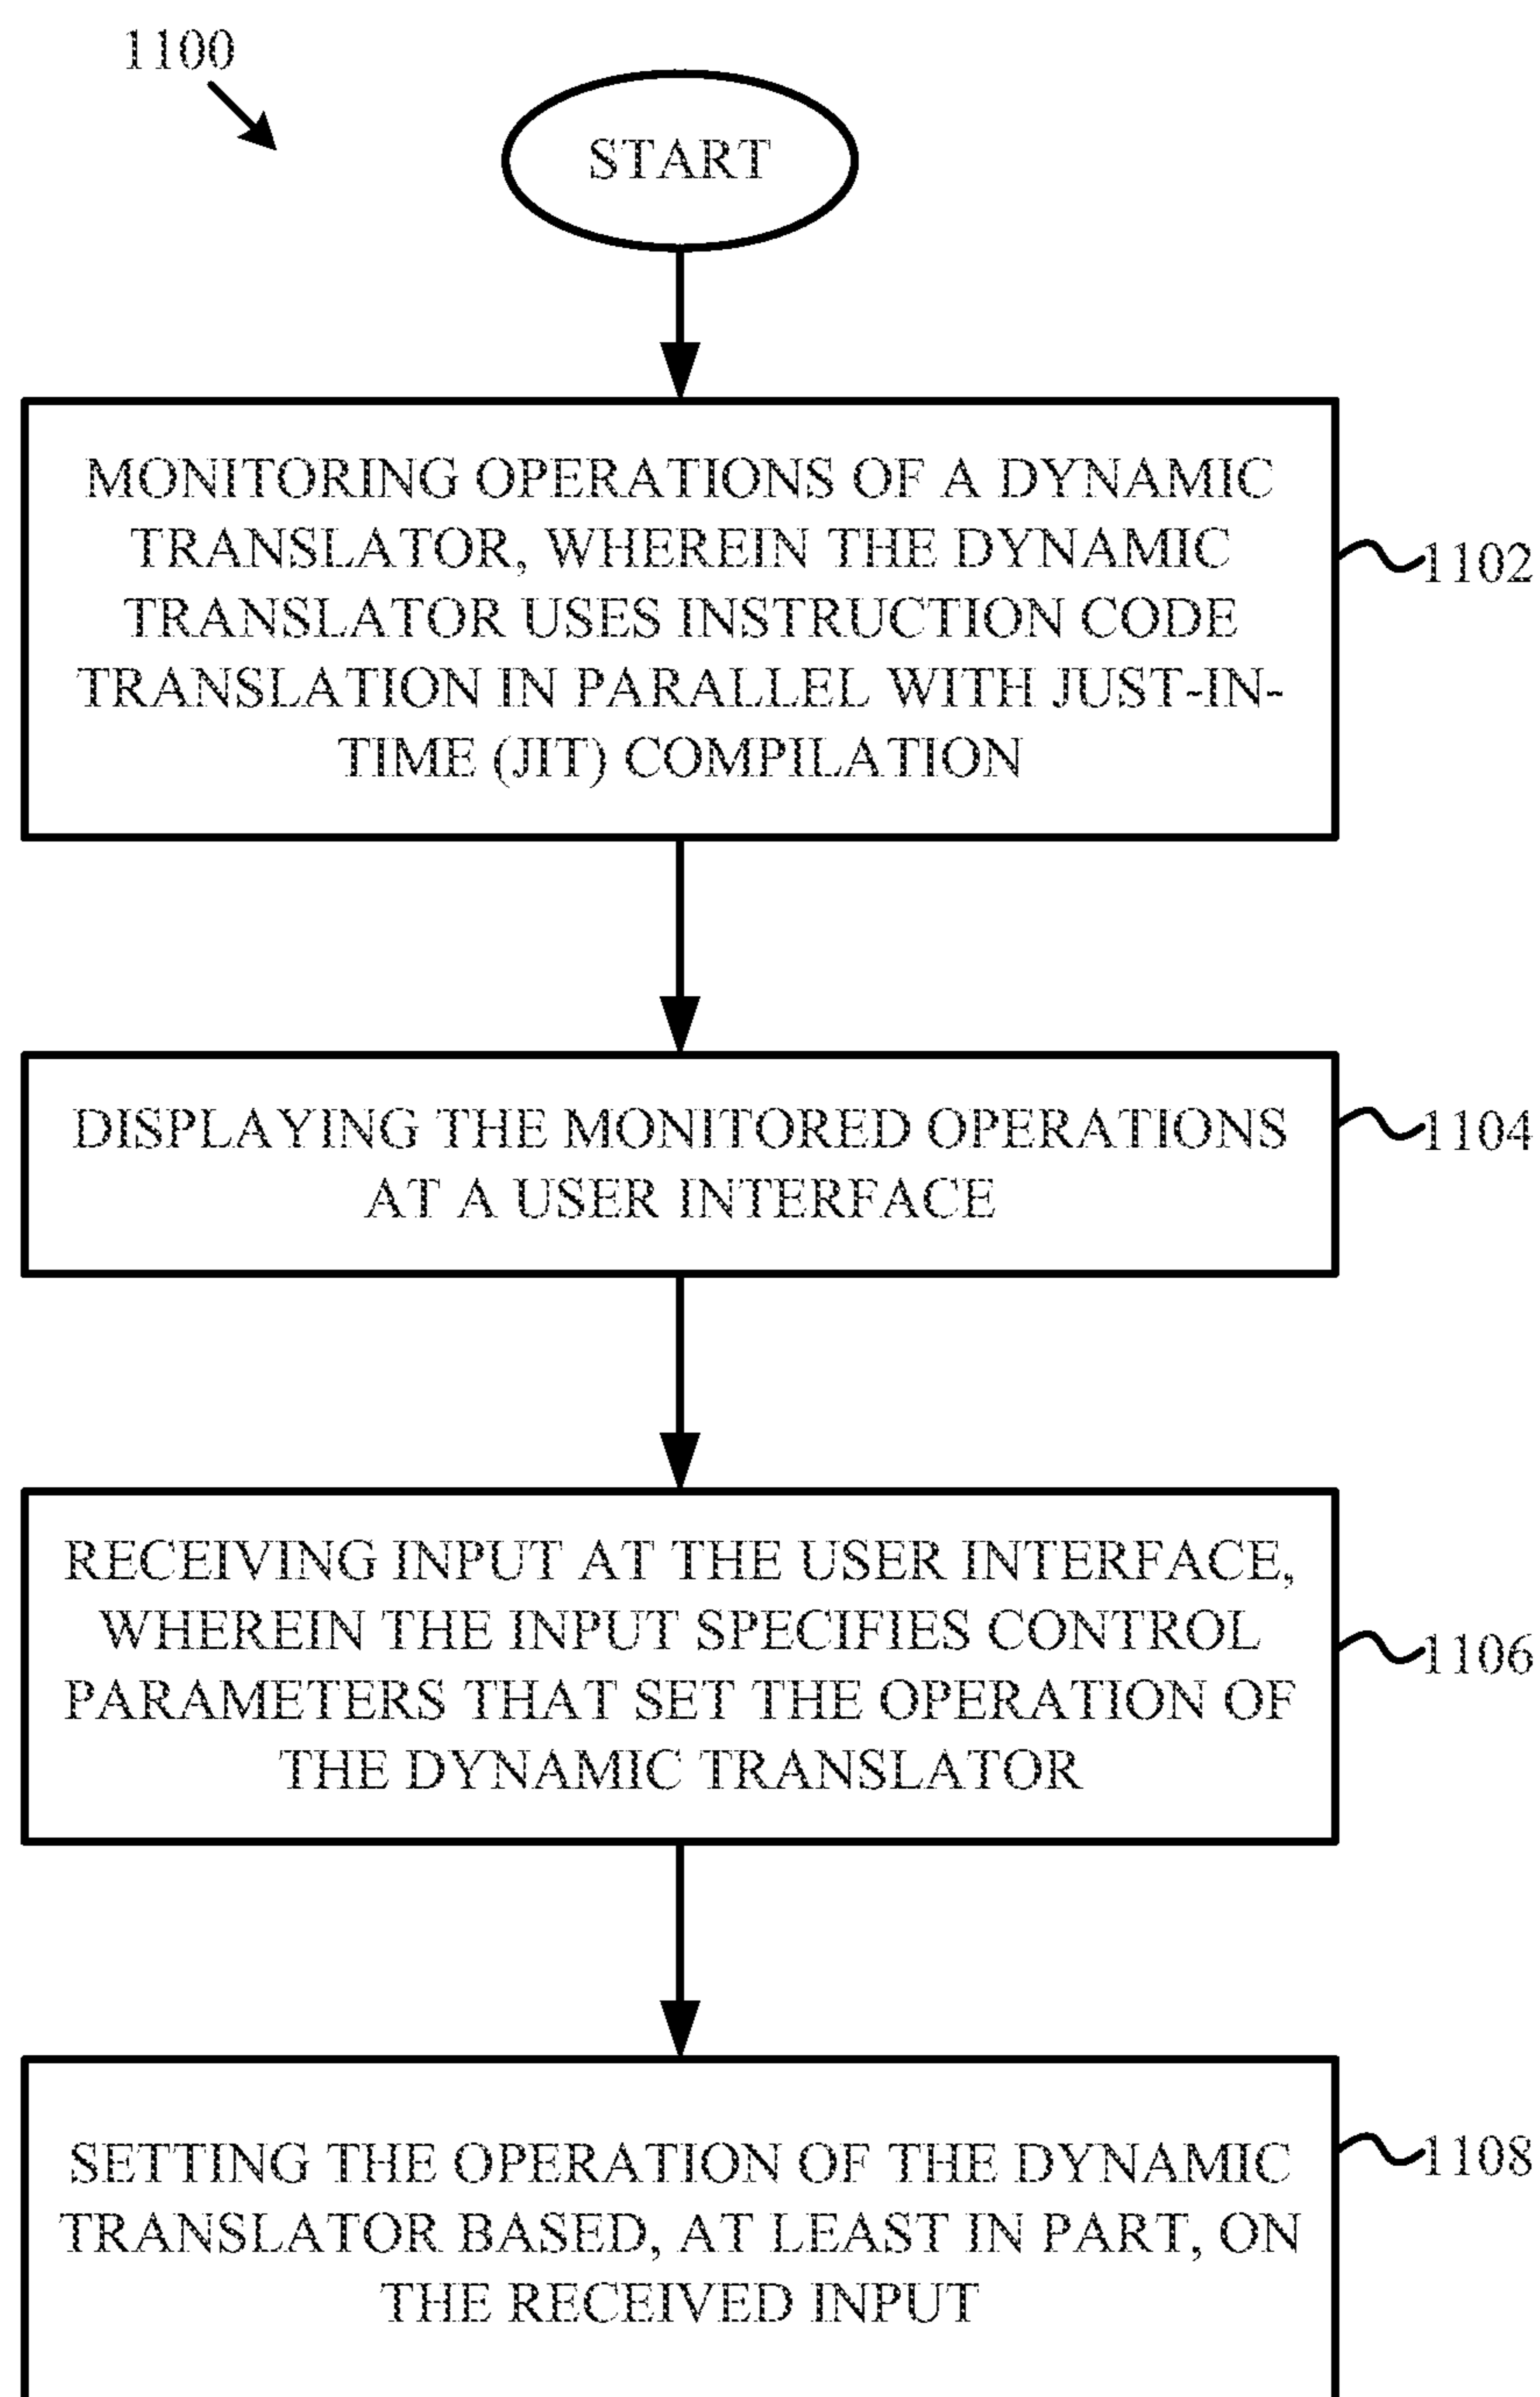 1100
START
MONITORING OPERATIONS OF A DYNAMIC
TRANSLATOR, WHEREIN THE DYNAMIC
TRANSLATOR USES INSTRUCTION CODE
TRANSLATION IN PARALLEL WITH JUST-IN-
TIME (JIT) COMPILATION
1102
DISPLAYING THE MONITORED OPERATIONS
AT A USER INTERFACE
1104
RECEIVING INPUT AT THE USER INTERFACE,
WHEREIN THE INPUT SPECIFIES CONTROL
PARAMETERS THAT SET THE OPERATION OF
THE DYNAMIC TRANSLATOR
1106
SETTING THE OPERATION OF THE DYNAMIC
TRANSLATOR BASED, AT LEAST IN PART, ON
THE RECEIVED INPUT
1108